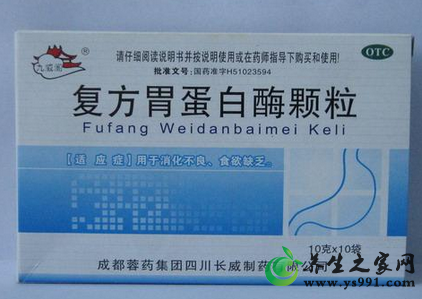 请仔细阅读说明书并按说明使用或在药师指导下购买和使用!
OTC
批准文号:国药准字H51023594
复方胃蛋白酶颗粒
Fufang Weidanbaimei Keli
【适 应 症】用于消化不良、食欲缺乏。
10克×10袋
成都蓉药集团四川长威制药有限公司
养生之家网
www.ys991.com